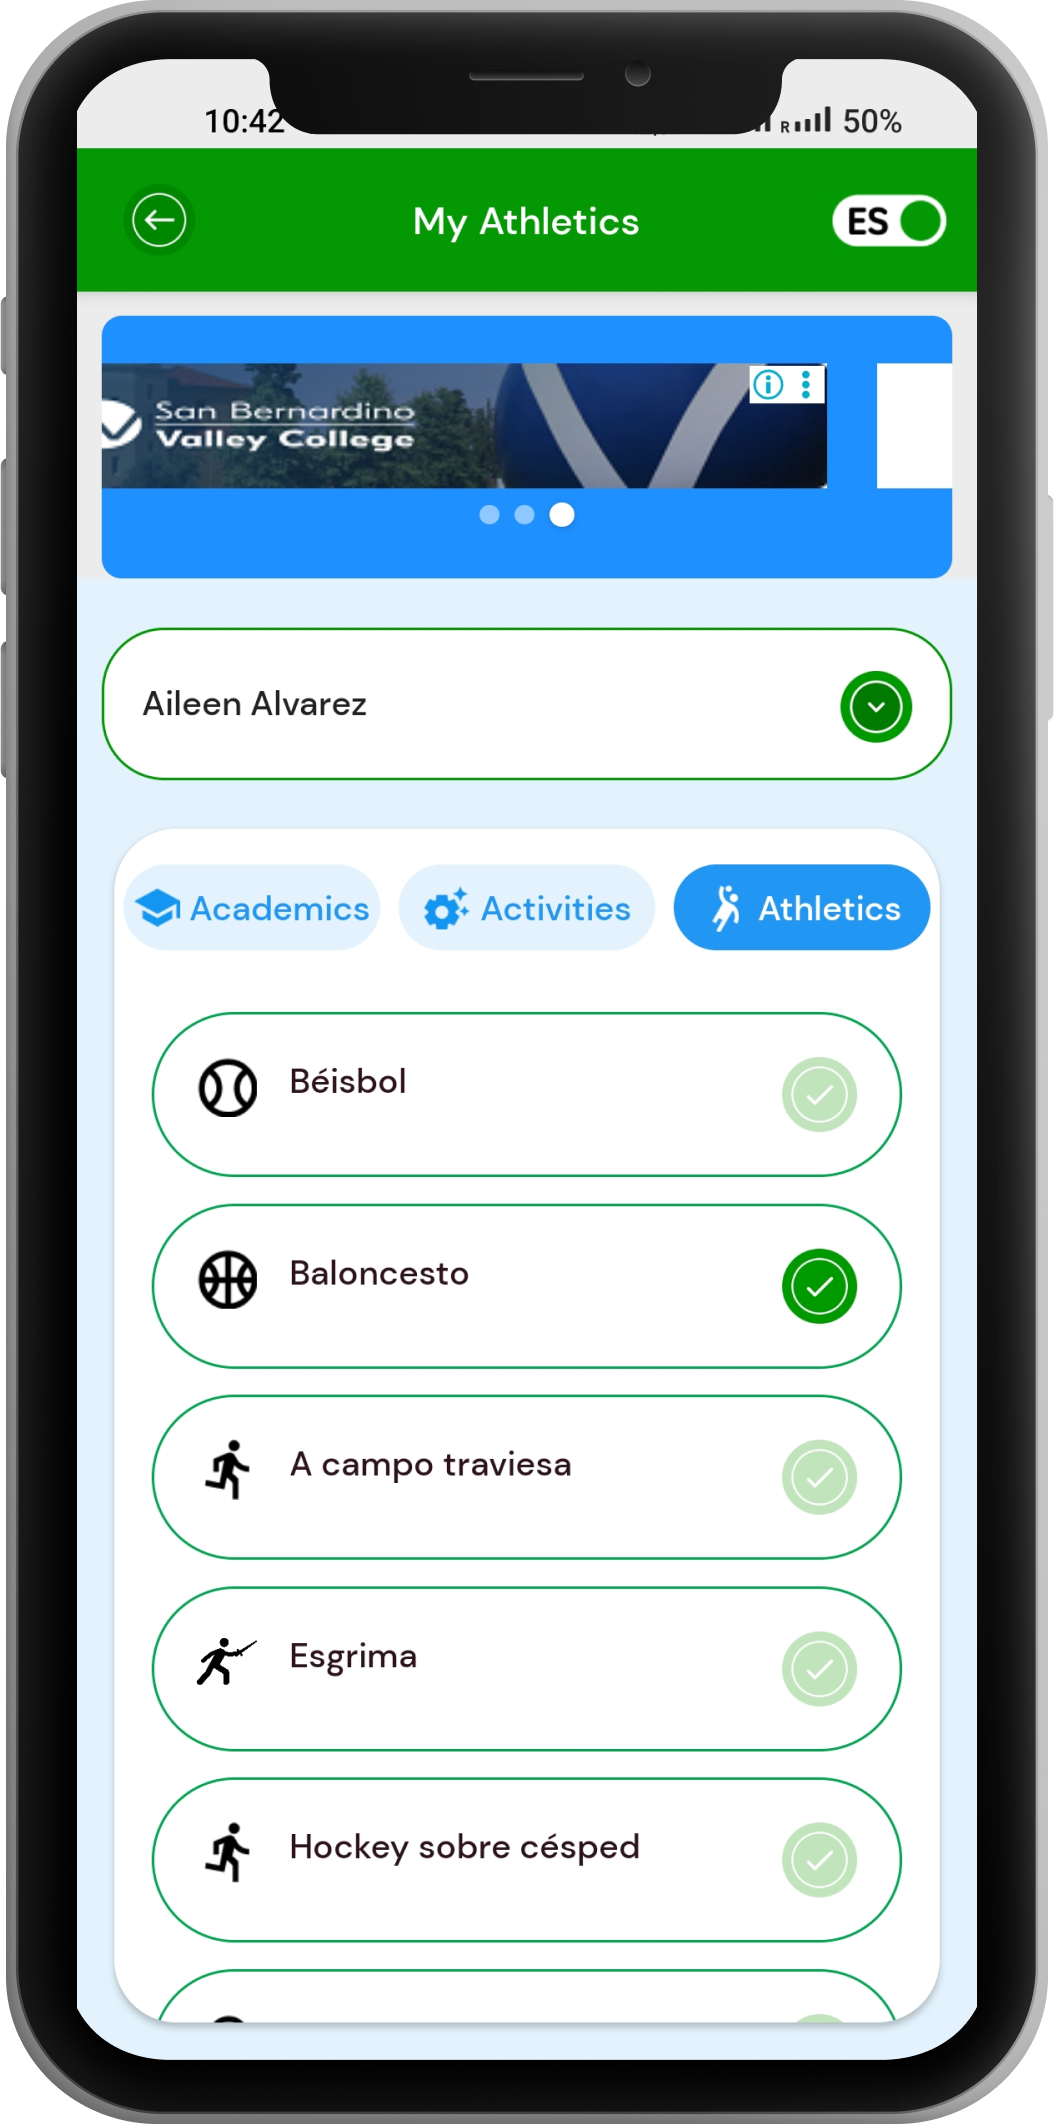 10:42
R 50%
My Athletics
ES
San Bernardino
Valley College
Aileen Alvarez
Academics Activities Athletics
Béisbol
Baloncesto
A campo traviesa
Esgrima
Hockey sobre césped